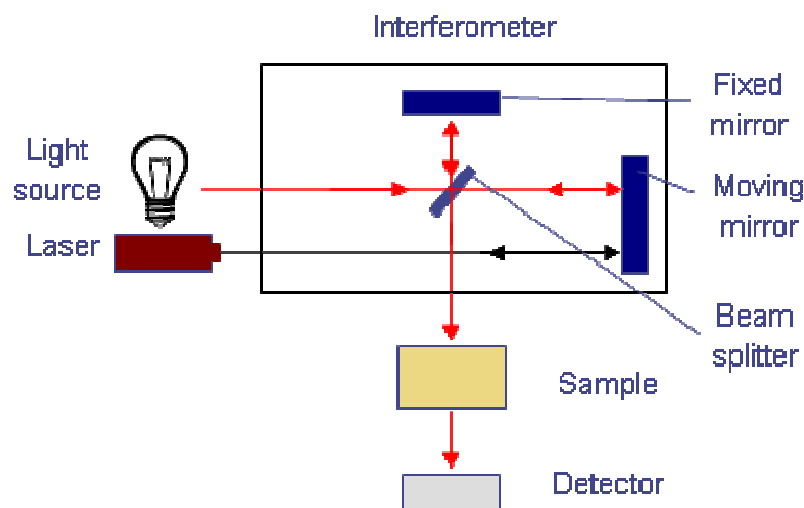 Interferometer
Fixed
mirror
Light
source
Moving
mirror
Laser
Beam
splitter
Sample
Detector